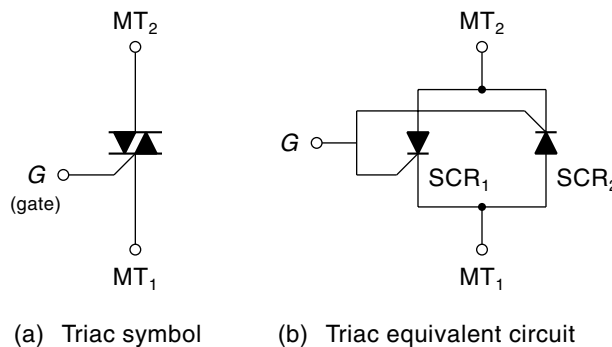 MT₂
G
(gate)
MT₁
(a) Triac symbol
MT₂
G
SCR₁
SCR₂
MT₁
(b) Triac equivalent circuit